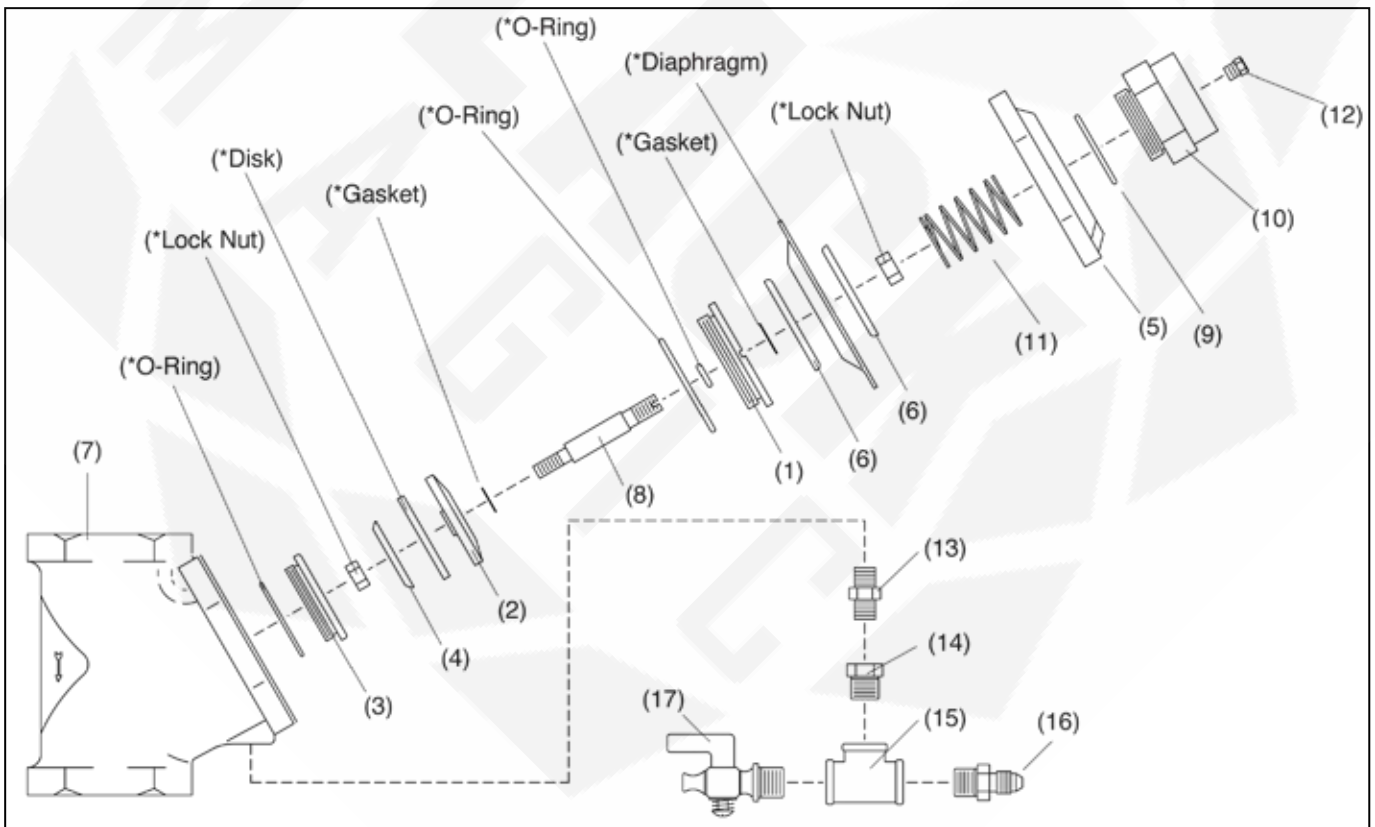 (*O-Ring)
(*Diaphragm)
(*O-Ring)
(*Lock Nut)
(12)
(*Disk)
(*Gasket)
(*Gasket)
(10)
(*Lock Nut)
(5)
(9)
(11)
(*O-Ring)
(6)
(7)
(1)
(6)
(8)
(13)
(2)
(4)
(14)
(3)
(17)
(15)
(16)